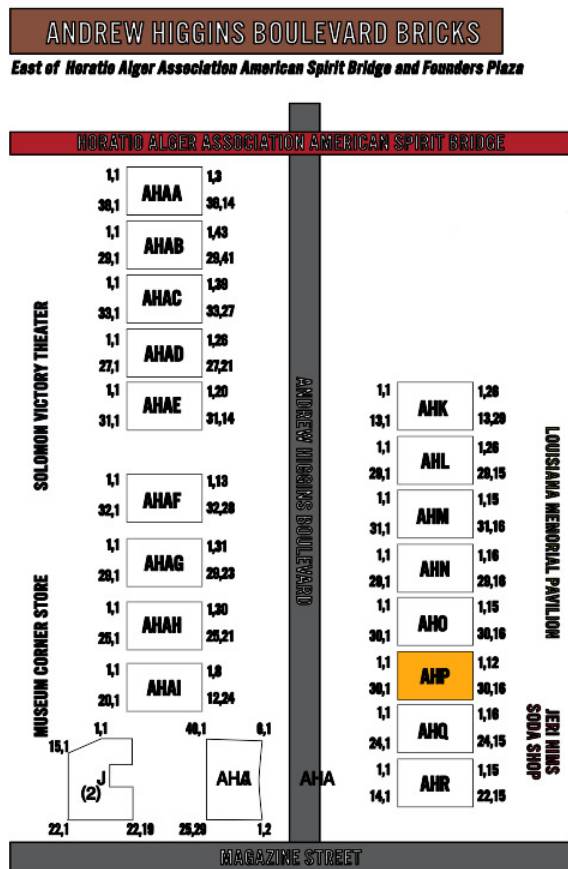 ANDREW HIGGINS BOULEVARD BRICKS
East of Horatio Alger Association American Spirit Bridge and Founders Plaza
HORATIO ALGER ASSOCIATION AMERICAN SPIRIT BRIDGE
1,1 1,3
AHAA
38,1 38,14
1,1 1,43
AHAB
29,1 29,41
1,1 1,39
AHAC
33,1 33,27
1,1 1,26
AHAD
27,1 27,21
1,1 1,20
AHAE
31,1 31,14
1,1 1,13
AHAF
32,1 32,28
1,1 1,31
AHAG
29,1 29,23
1,1 1,30
AHAH
25,1 25,21
1,1 1,8
AHAI
20,1 12,24
SOLOMON VICTORY THEATER
MUSEUM CORNER STORE
1,1
15,1
J
(2)
22,1 22,19
40,1 6,1
AHA
25,29 1,2
AHA
ANDREW HIGGINS BOULEVARD
1,1 1,26
AHK
13,1 13,29
1,1 1,26
AHL
29,1 29,15
1,1 1,15
AHM
31,1 31,16
1,1 1,16
AHN
29,1 29,16
1,1 1,15
AHO
30,1 30,16
1,1 1,12
AHP
30,1 30,16
1,1 1,16
AHQ
24,1 24,15
1,1 1,15
AHR
14,1 22,15
LOUISIANA MEMORIAL PAVILION
JERI NIMS
SODA SHOP
MAGAZINE STREET